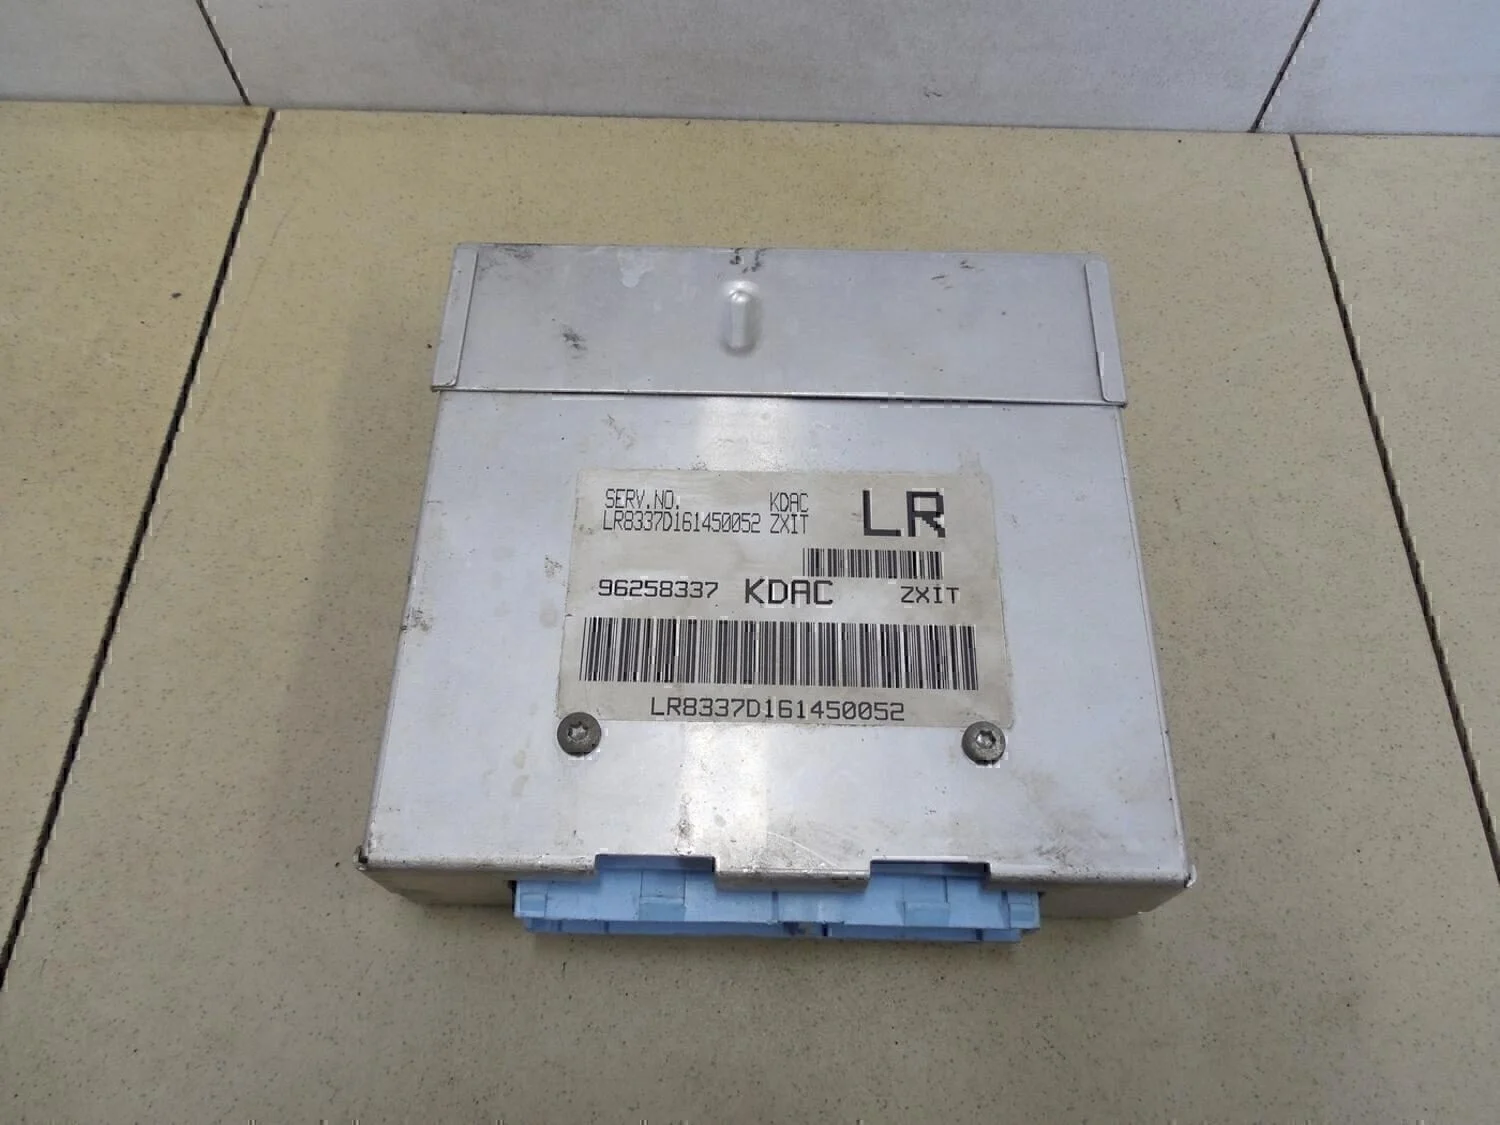 SERV.NO. KDAC LR
LR8337D161450052 ZXIT
96258337 KDAC ZXIT
LR8337D161450052